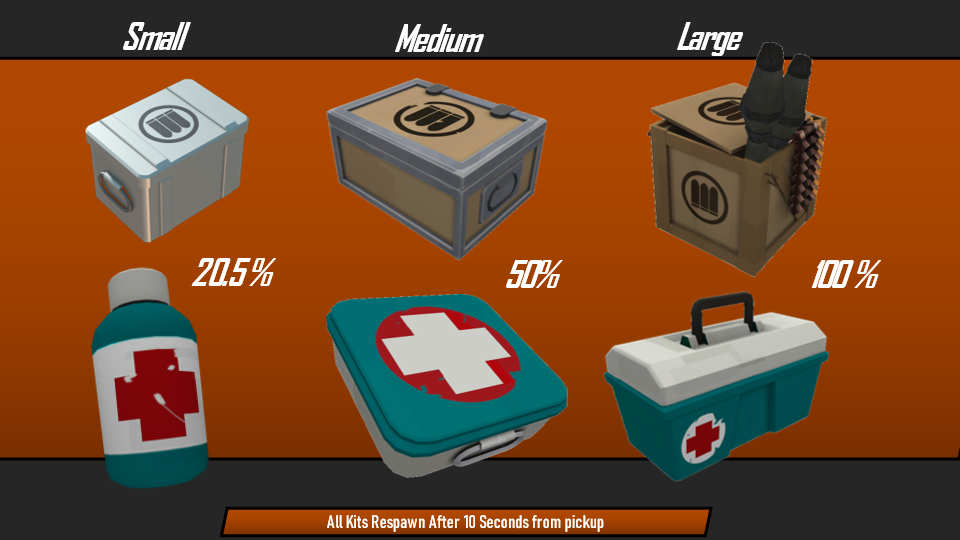 Small Medium Large
20.5% 50% 100%
All Kits Respawn After 10 Seconds from pickup